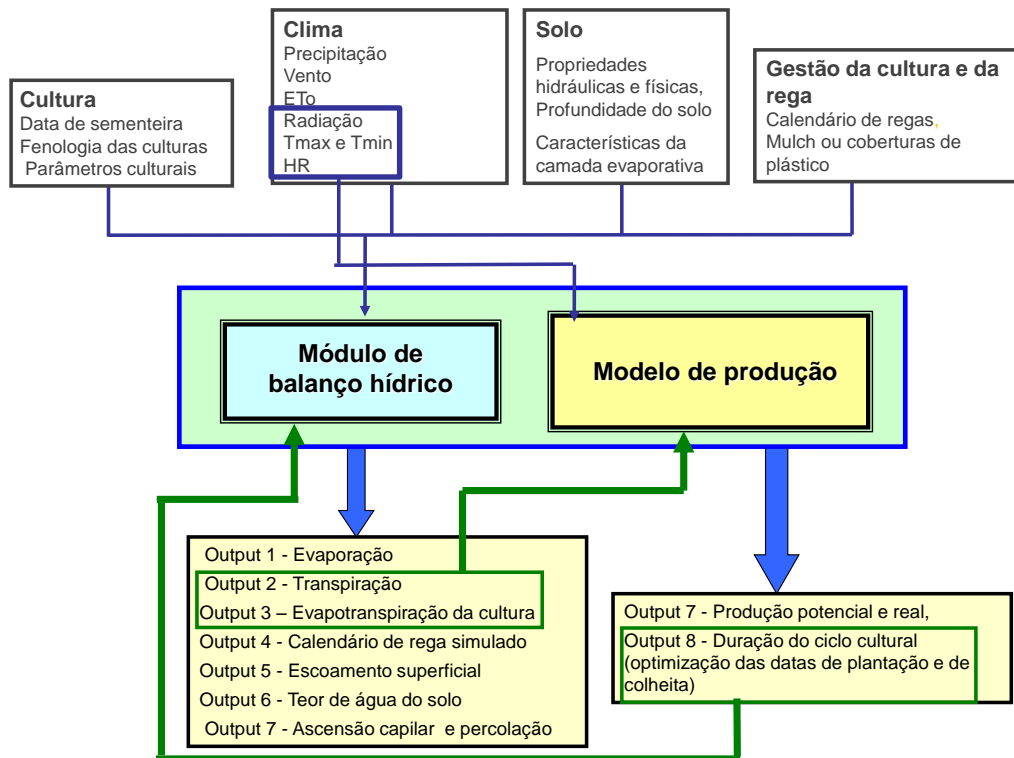 Cultura
Data de sementeira
Fenologia das culturas
Parâmetros culturais
Clima
Precipitação
Vento
ETo
Radiação
Tmax e Tmin
HR
Solo
Propriedades
hidráulicas e físicas,
Profundidade do solo
Características da
camada evaporativa
Gestão da cultura e da
rega
Calendário de regas,
Mulch ou coberturas de
plástico
Módulo de
balanço hídrico
Modelo de produção
Output 1 - Evaporação
Output 2 - Transpiração
Output 3 – Evapotranspiração da cultura
Output 4 - Calendário de rega simulado
Output 5 - Escoamento superficial
Output 6 - Teor de água do solo
Output 7 - Ascensão capilar e percolação
Output 7 - Produção potencial e real,
Output 8 - Duração do ciclo cultural
(optimização das datas de plantação e de
colheita)